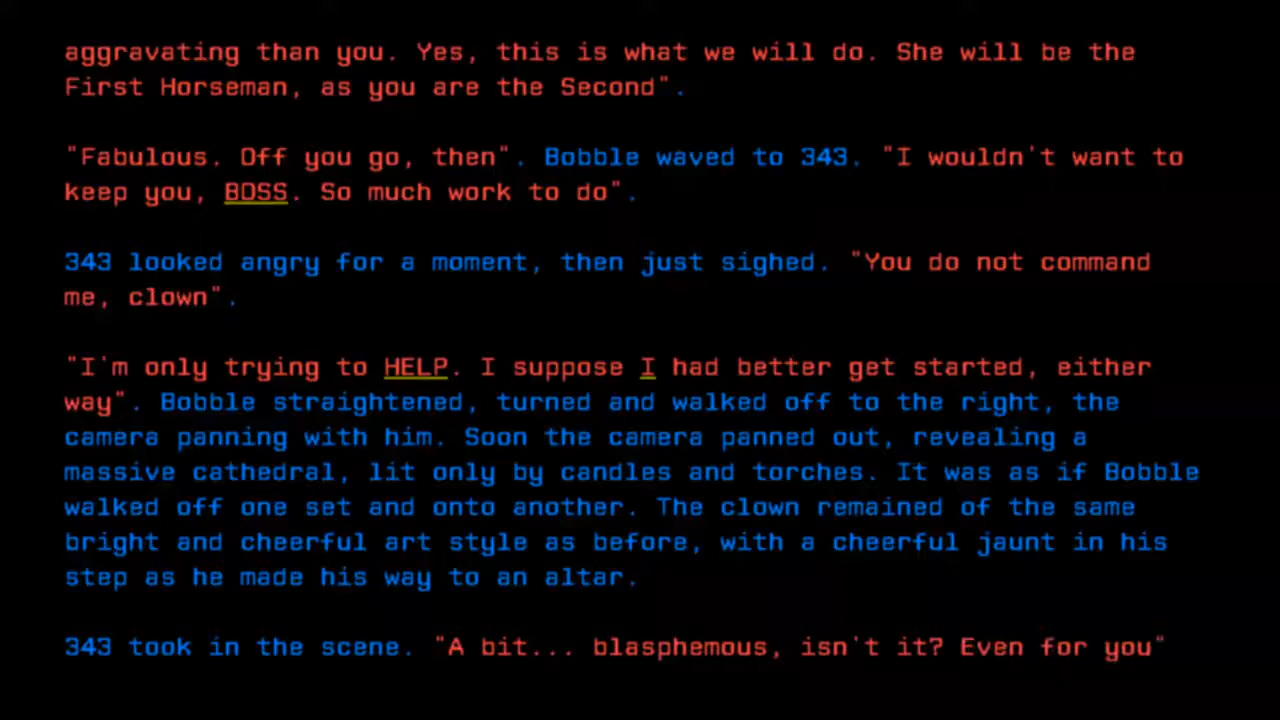 aggravating than you. Yes, this is what we will do. She will be the
First Horseman, as you are the Second".
"Fabulous. Off you go, then". Bobble waved to 343. "I wouldn't want to
keep you, BOSS. So much work to do".
343 looked angry for a moment, then just sighed. "You do not command
me, clown".
"I'm only trying to HELP. I suppose I had better get started, either
way". Bobble straightened, turned and walked off to the right, the
camera panning with him. Soon the camera panned out, revealing a
massive cathedral, lit only by candles and torches. It was as if Bobble
walked off one set and onto another. The clown remained of the same
bright and cheerful art style as before, with a cheerful jaunt in his
step as he made his way to an altar.
343 took in the scene. "A bit... blasphemous, isn't it? Even for you"